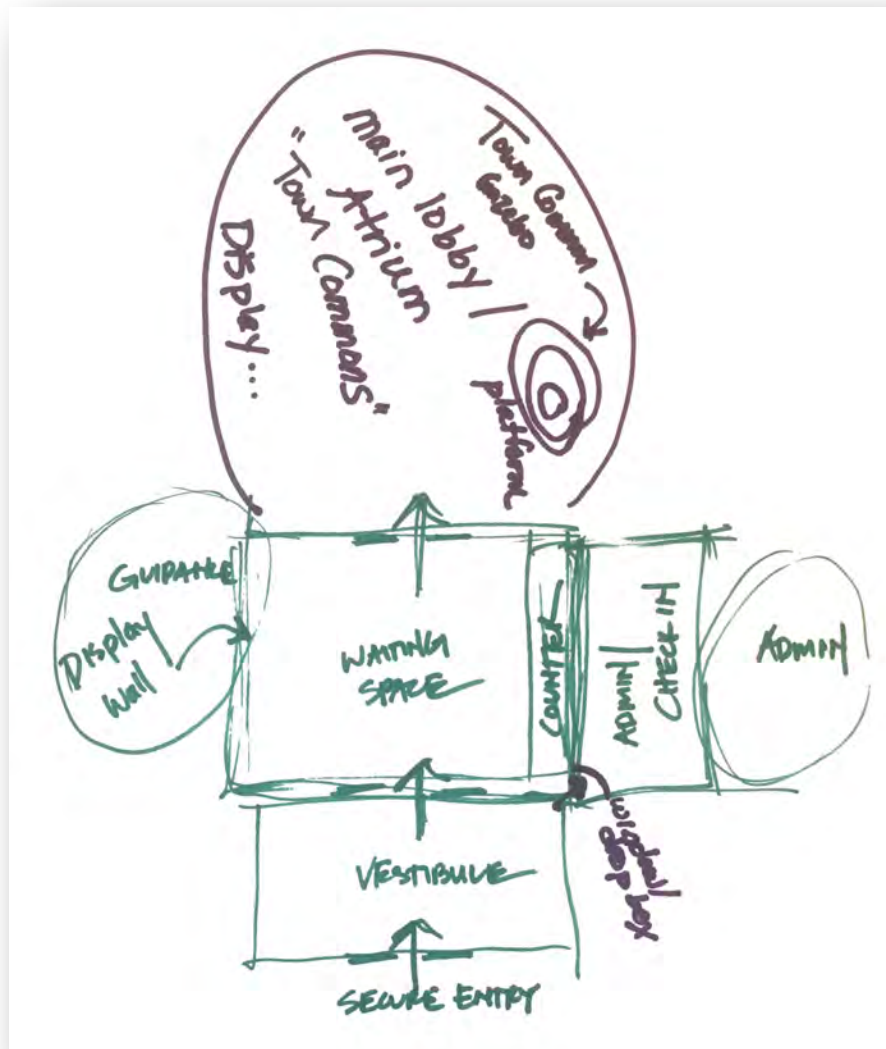 Town Common
Gazebo
main lobby /
Atrium
"Town Commons"
Display...
platform
GUIDANCE
Display
Wall
WAITING
SPACE
COUNTER
ADMIN/
CHECK IN
ADMIN
window/
drop box
VESTIBULE
SECURE ENTRY